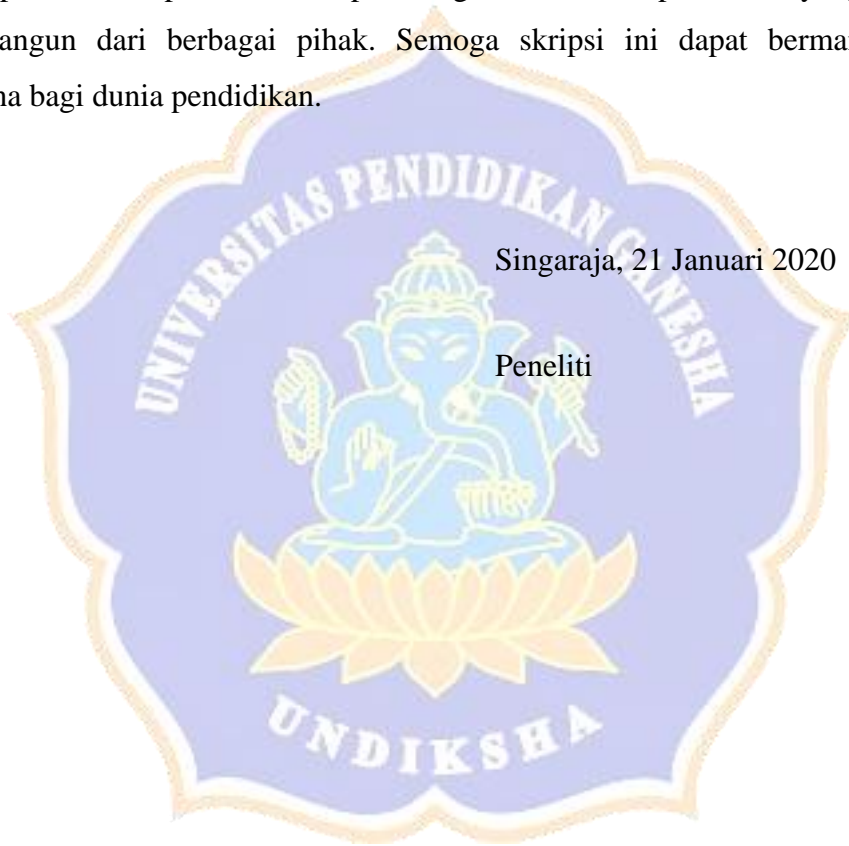 angun dari berbagai pihak. Semoga skripsi ini dapat berma
na bagi dunia pendidikan.
UNIVERSITAS PENDIDIKAN GANESHA
Singaraja, 21 Januari 2020
Peneliti
UNDIKSHA